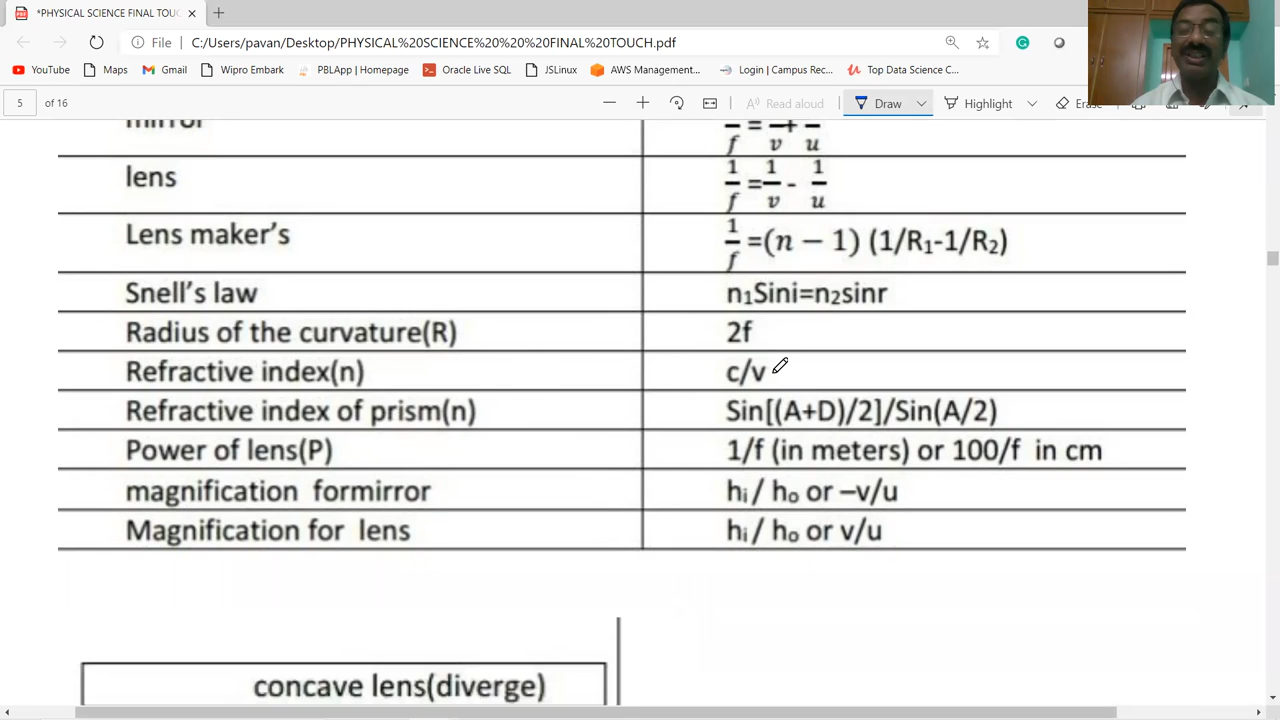 *PHYSICAL SCIENCE FINAL TOUC
File C:/Users/pavan/Desktop/PHYSICAL%20SCIENCE%20%20%20FINAL%20TOUCH.pdf
YouTube Maps Gmail Wipro Embark PBLApp | Homepage Oracle Live SQL JSLinux AWS Management... Login | Campus Rec... Top Data Science C...
5 of 16 Read aloud Draw Highlight Erase
mirror f = v + u
lens 1/f = 1/v - 1/u
Lens maker’s 1/f =(n − 1) (1/R₁-1/R₂)
Snell’s law n₁Sini=n₂sinr
Radius of the curvature(R) 2f
Refractive index(n) c/v
Refractive index of prism(n) Sin[(A+D)/2]/Sin(A/2)
Power of lens(P) 1/f (in meters) or 100/f in cm
magnification formirror hᵢ/ hₒ or –v/u
Magnification for lens hᵢ/ hₒ or v/u
concave lens(diverge)